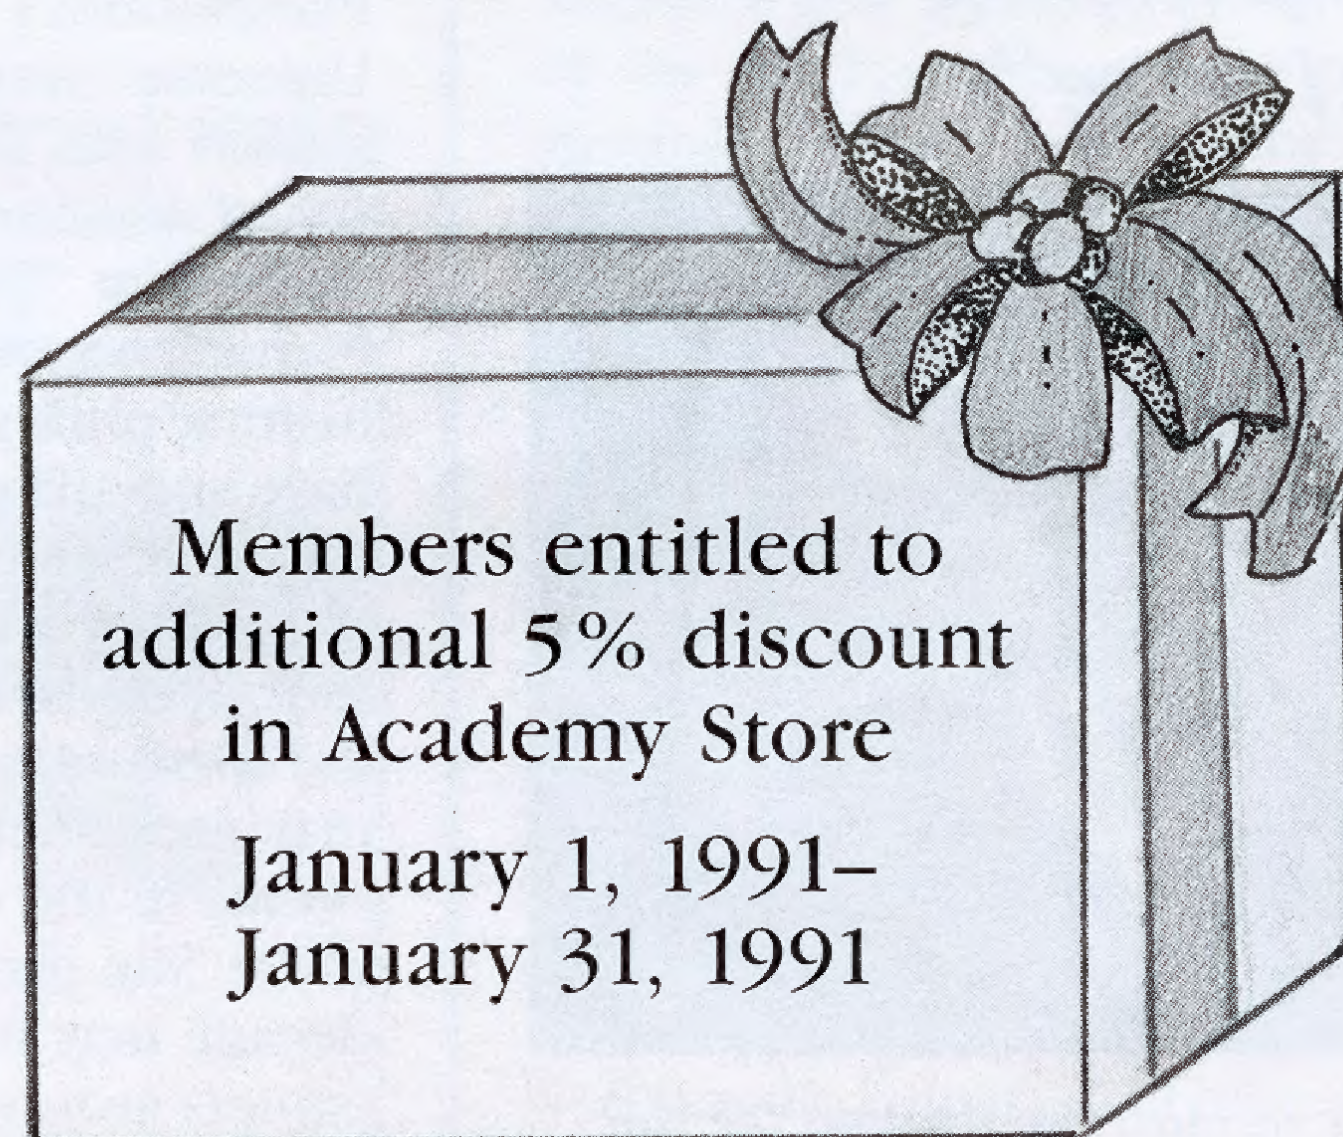 Members entitled to
additional 5% discount
in Academy Store
January 1, 1991–
January 31, 1991